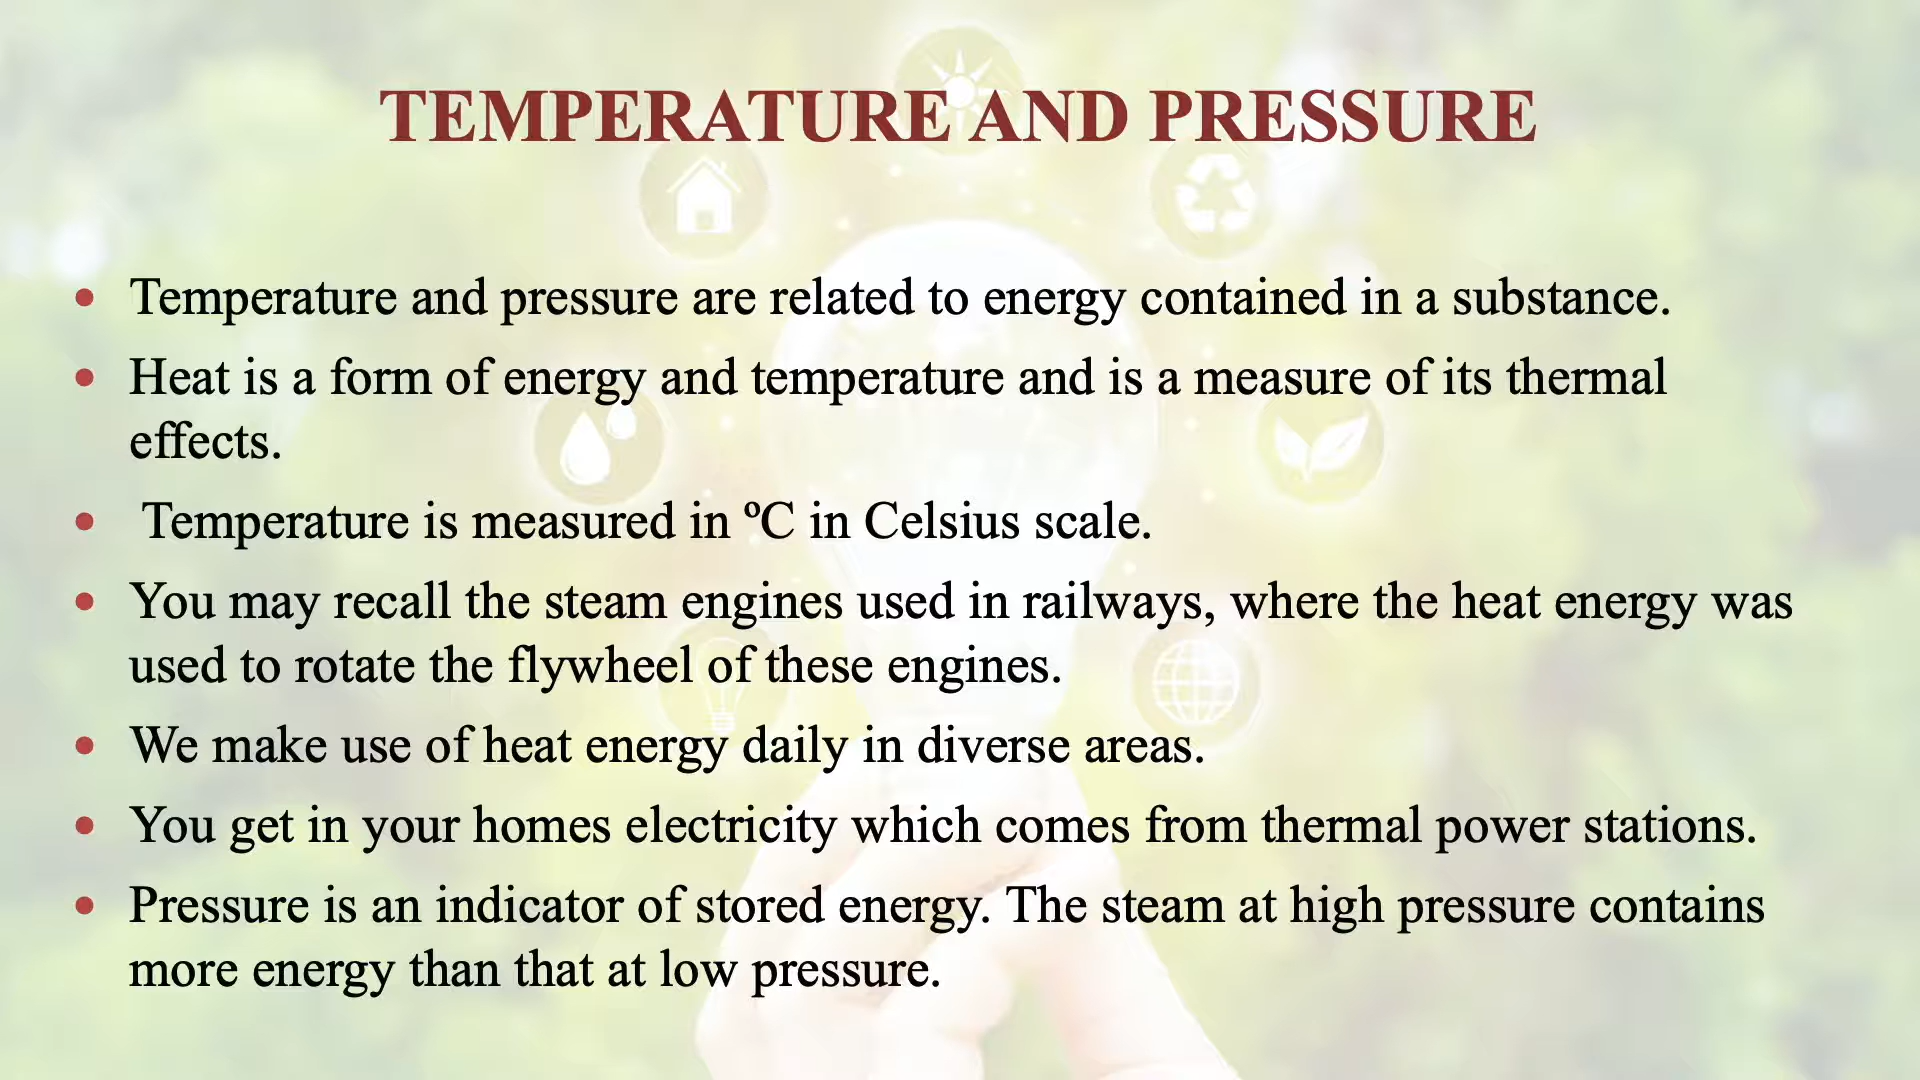 TEMPERATURE AND PRESSURE
• Temperature and pressure are related to energy contained in a substance.
• Heat is a form of energy and temperature and is a measure of its thermal
effects.
• Temperature is measured in ºC in Celsius scale.
• You may recall the steam engines used in railways, where the heat energy was
used to rotate the flywheel of these engines.
• We make use of heat energy daily in diverse areas.
• You get in your homes electricity which comes from thermal power stations.
• Pressure is an indicator of stored energy. The steam at high pressure contains
more energy than that at low pressure.